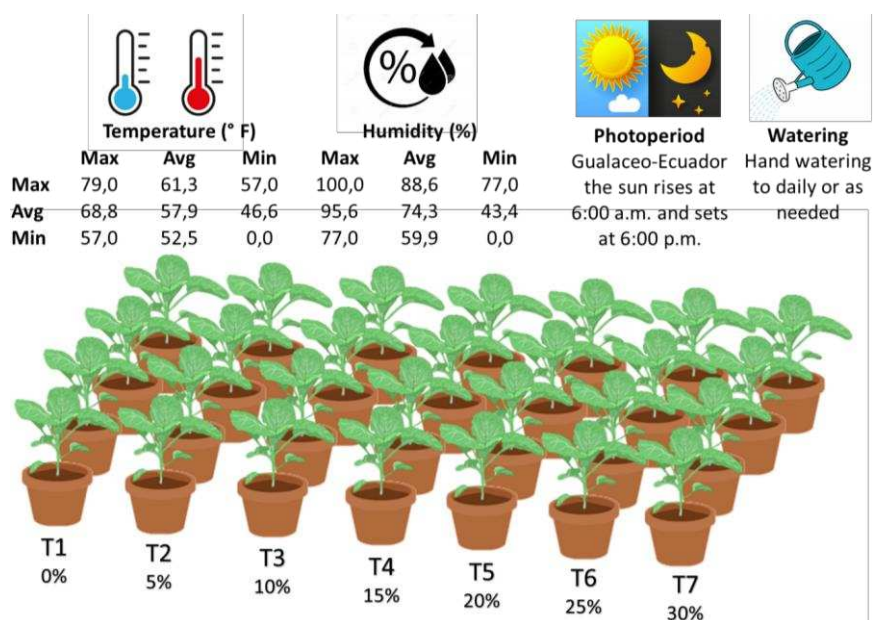 %
Temperature (° F)
Humidity (%)
Max Avg Min Max Avg Min
Max 79,0 61,3 57,0 100,0 88,6 77,0
Avg 68,8 57,9 46,6 95,6 74,3 43,4
Min 57,0 52,5 0,0 77,0 59,9 0,0
Photoperiod
Gualaceo-Ecuador
the sun rises at
6:00 a.m. and sets
at 6:00 p.m.
Watering
Hand watering
to daily or as
needed
T1
0%
T2
5%
T3
10%
T4
15%
T5
20%
T6
25%
T7
30%